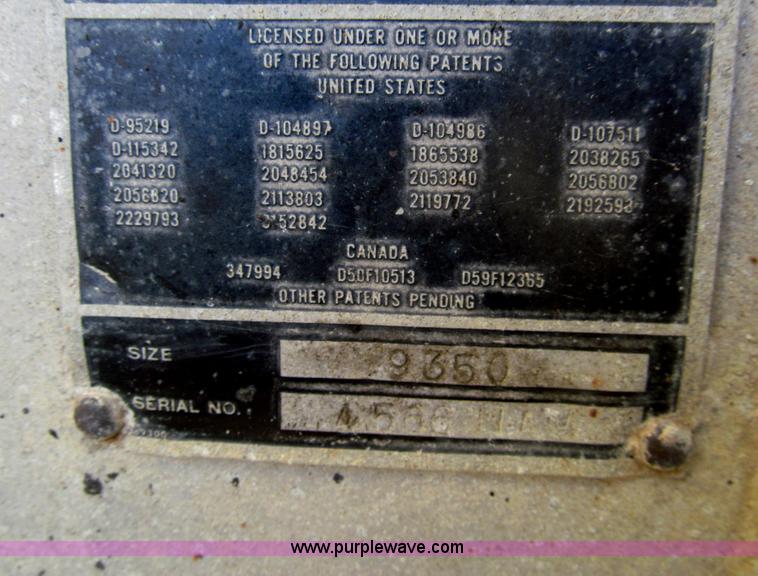 LICENSED UNDER ONE OR MORE
OF THE FOLLOWING PATENTS
UNITED STATES
D-95219 D-104897 D-104986 D-107511
D-115342 1815625 1865538 2038265
2041320 2048454 2053840 2056802
2056820 2113803 2119772
2229793
CANADA
347994 D50F10513 D59F12365
OTHER PATENTS PENDING
SIZE 9350
SERIAL NO.
www.purplewave.com